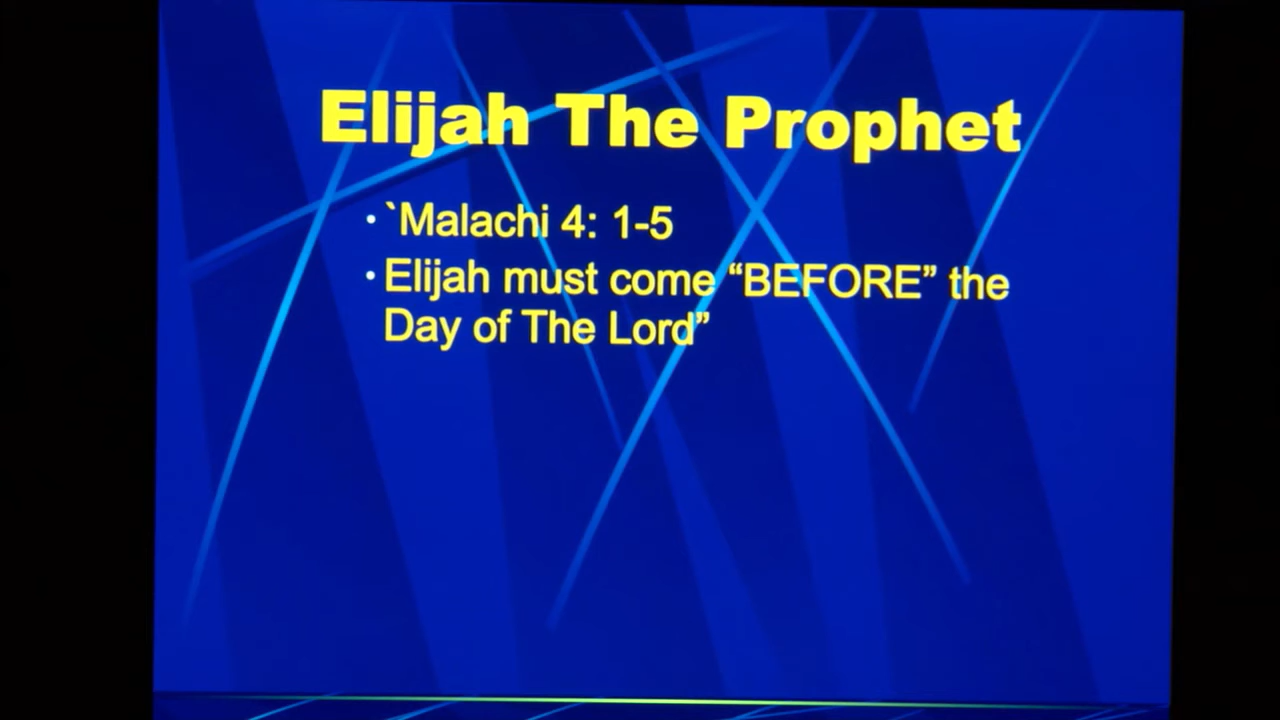 Elijah The Prophet
• `Malachi 4: 1-5
• Elijah must come “BEFORE” the
Day of The Lord”